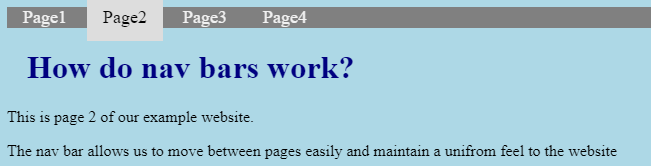 Page1 Page2 Page3 Page4
How do nav bars work?
This is page 2 of our example website.
The nav bar allows us to move between pages easily and maintain a unifrom feel to the website